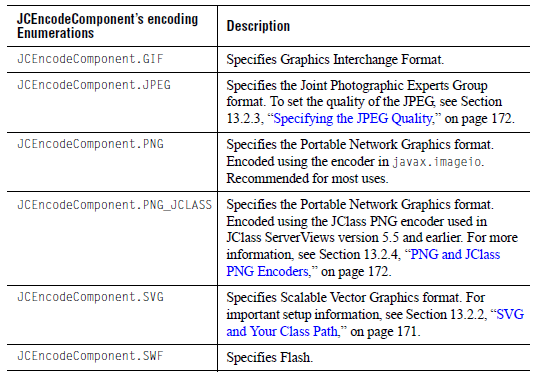 JCEncodeComponent's encoding
Enumerations
Description
JCEncodeComponent.GIF
Specifies Graphics Interchange Format.
JCEncodeComponent.JPEG
Specifies the Joint Photographic Experts Group
format. To set the quality of the JPEG, see Section
13.2.3, “Specifying the JPEG Quality,” on page 172.
JCEncodeComponent.PNG
Specifies the Portable Network Graphics format.
Encoded using the encoder in javax.imageio.
Recommended for most uses.
JCEncodeComponent.PNG_JCLASS
Specifies the Portable Network Graphics format.
Encoded using the JClass PNG encoder used in
JClass ServerViews version 5.5 and earlier. For more
information, see Section 13.2.4, “PNG and JClass
PNG Encoders,” on page 172.
JCEncodeComponent.SVG
Specifies Scalable Vector Graphics format. For
important setup information, see Section 13.2.2, “SVG
and Your Class Path,” on page 171.
JCEncodeComponent.SWF
Specifies Flash.